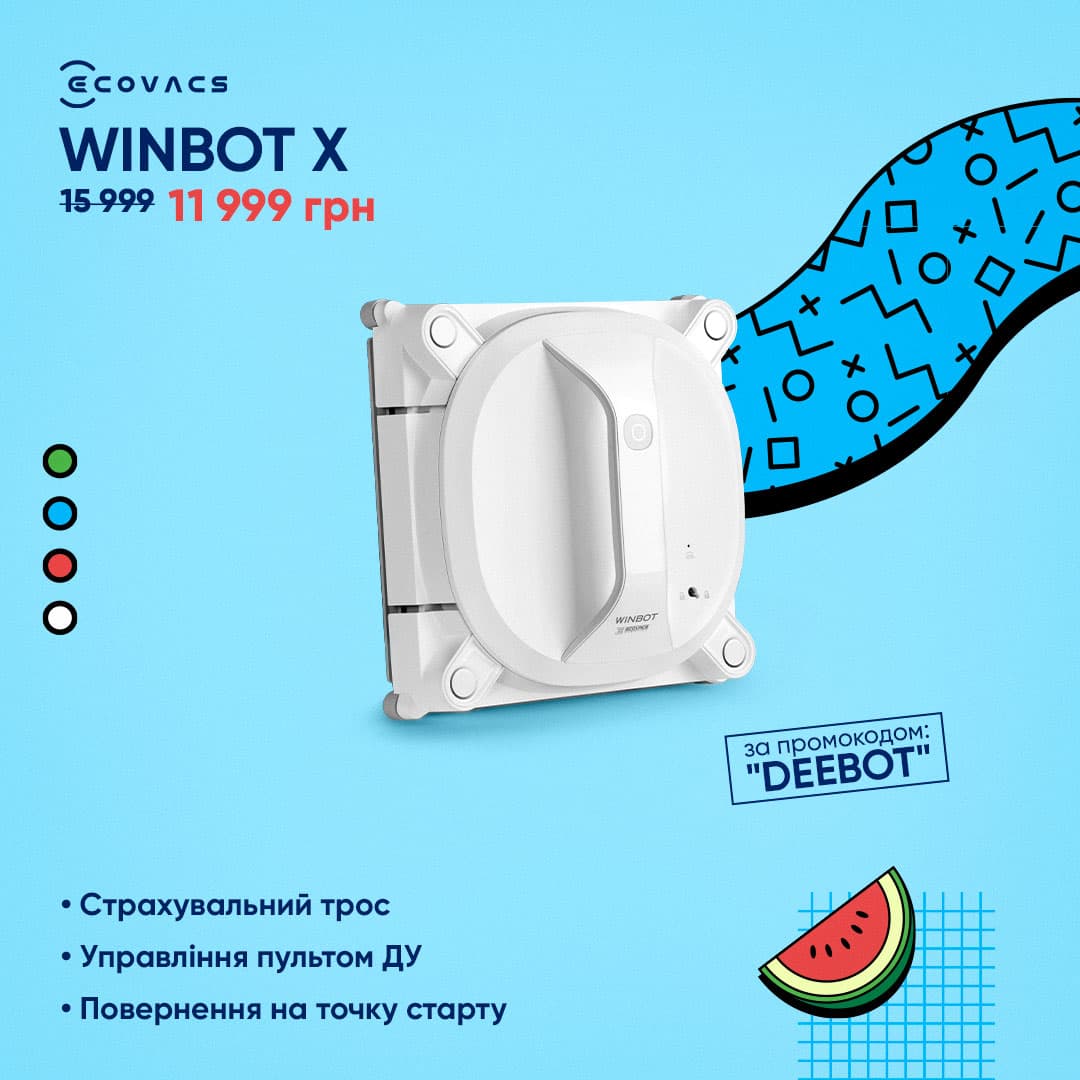 ECOVACS
WINBOT X
15 999 11 999 грн
WINBOT
за промокодом:
"DEEBOT"
• Страхувальний трос
• Управління пультом ДУ
• Повернення на точку старту